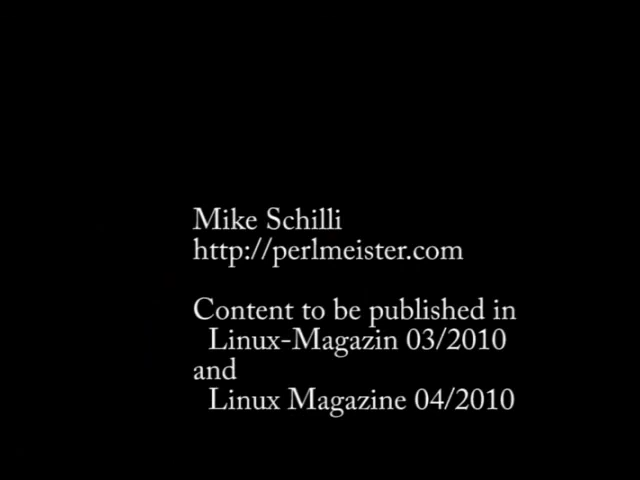 Mike Schilli
http://perlmeister.com
Content to be published in
Linux-Magazin 03/2010
and
Linux Magazine 04/2010